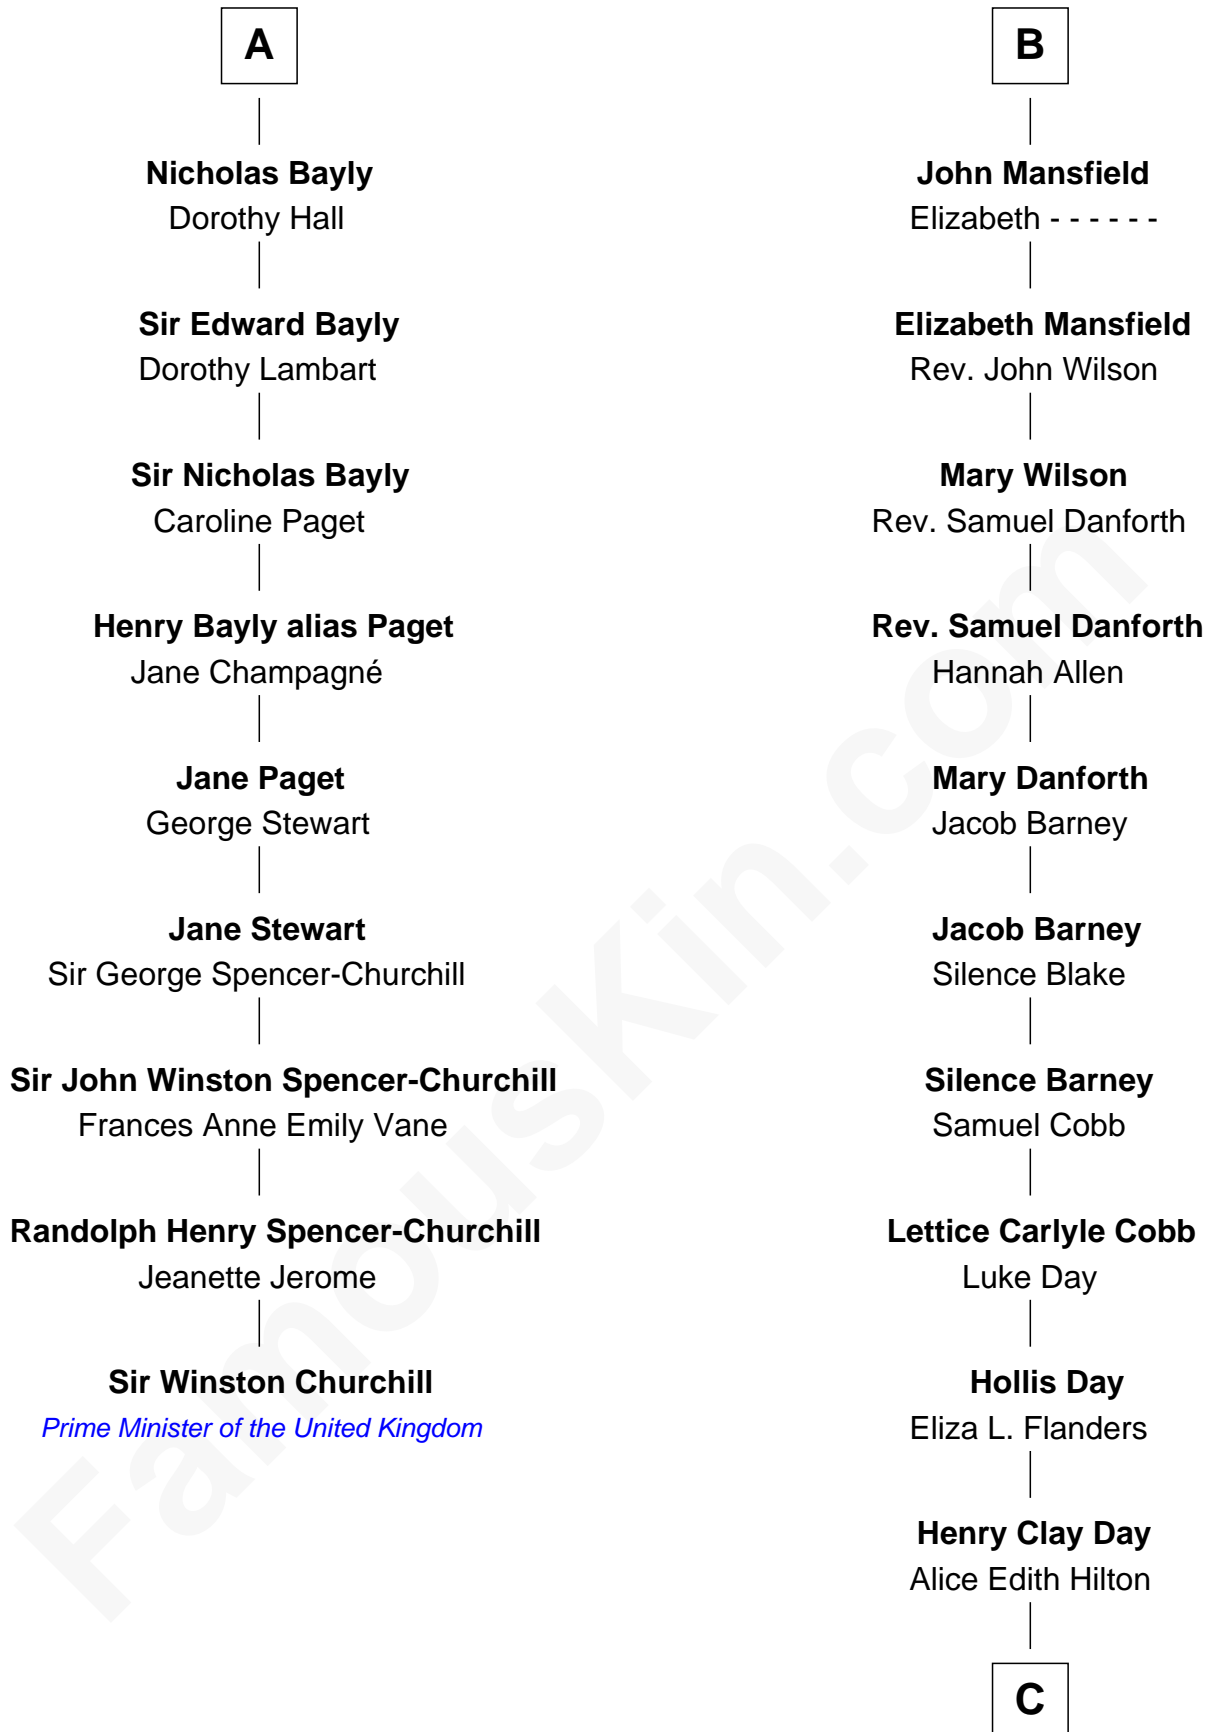 A
Nicholas Bayly
Dorothy Hall
Sir Edward Bayly
Dorothy Lambart
Sir Nicholas Bayly
Caroline Paget
Henry Bayly alias Paget
Jane Champagné
Jane Paget
George Stewart
Jane Stewart
Sir George Spencer-Churchill
Sir John Winston Spencer-Churchill
Frances Anne Emily Vane
Randolph Henry Spencer-Churchill
Jeanette Jerome
Sir Winston Churchill
Prime Minister of the United Kingdom
B
John Mansfield
Elizabeth - - - - - -
Elizabeth Mansfield
Rev. John Wilson
Mary Wilson
Rev. Samuel Danforth
Rev. Samuel Danforth
Hannah Allen
Mary Danforth
Jacob Barney
Jacob Barney
Silence Blake
Silence Barney
Samuel Cobb
Lettice Carlyle Cobb
Luke Day
Hollis Day
Eliza L. Flanders
Henry Clay Day
Alice Edith Hilton
C
FamousKin.com